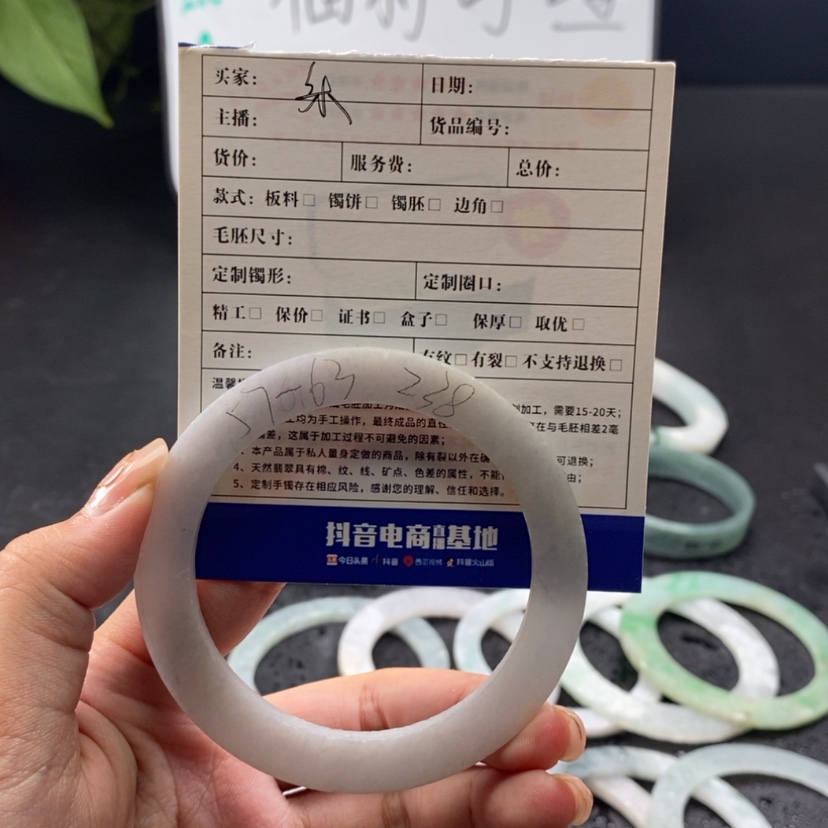 买家: 纸 日期:
主播: 货品编号:
货价: 服务费: 总价:
款式: 板料□ 镯饼□ 镯胚□ 边角□
毛胚尺寸:
定制镯形: 定制圈口:
精工□ 保价□ 证书□ 盒子□ 保厚□ 取优□
备注: 有纹□ 有裂□ 不支持退换□
温馨
57 63 238
加工, 需要15-20天;
均为手工操作, 最终成品的直径 在与毛胚相差2毫
差, 这属于加工过程不可避免的因素;
本产品属于私人量身定做的商品, 除有裂以外在 可退换;
4、天然翡翠具有棉、纹、线、矿点、色差的属性, 不能 由;
5、定制手镯存在相应风险, 感谢您的理解、信任和选择。
抖音电商直播基地
今日头条 抖音 西瓜视频 抖音火山版